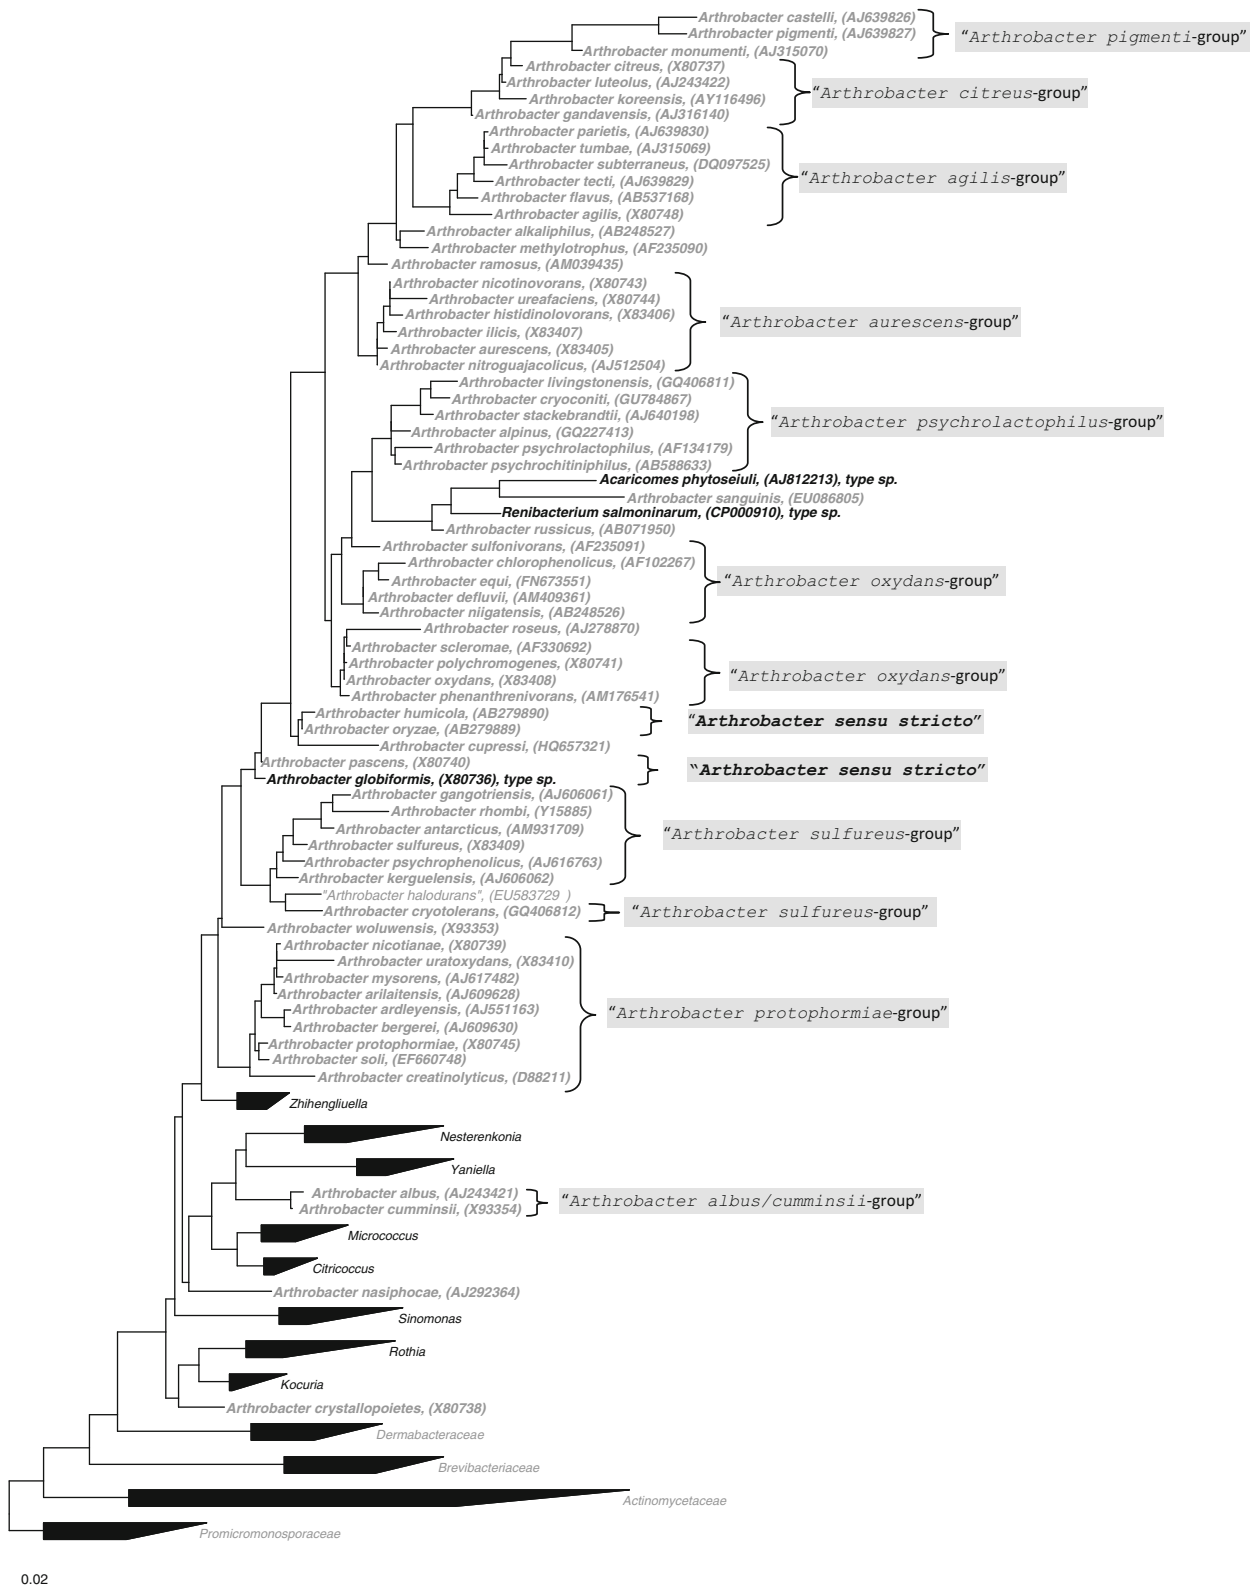 Arthrobacter castelli, (AJ639826)
Arthrobacter pigmenti, (AJ639827)
"Arthrobacter pigmenti-group”
Arthrobacter monumenti, (AJ315070)
Arthrobacter citreus, (X80737)
Arthrobacter luteolus, (AJ243422)
“Arthrobacter citreus-group”
Arthrobacter koreensis, (AY116496)
Arthrobacter gandavensis, (AJ316140)
Arthrobacter parietis, (AJ639830)
Arthrobacter tumbae, (AJ315069)
Arthrobacter subterraneus, (DQ097525)
“Arthrobacter agilis-group”
Arthrobacter tecti, (AJ639829)
Arthrobacter flavus, (AB537168)
Arthrobacter agilis, (X80748)
Arthrobacter alkaliphilus, (AB248527)
Arthrobacter methylotrophus, (AF235090)
Arthrobacter ramosus, (AM039435)
Arthrobacter nicotinovorans, (X80743)
Arthrobacter ureafaciens, (X80744)
Arthrobacter histidinolovorans, (X83406)
“Arthrobacter aurescens-group”
Arthrobacter ilicis, (X83407)
Arthrobacter aurescens, (X83405)
Arthrobacter nitroguajacolicus, (AJ512504)
Arthrobacter livingstonensis, (GQ406811)
Arthrobacter cryoconiti, (GU784867)
Arthrobacter stackebrandtii, (AJ640198)
“Arthrobacter psychrolactophilus-group”
Arthrobacter alpinus, (GQ227413)
Arthrobacter psychrolactophilus, (AF134179)
Arthrobacter psychrochitiniphilus, (AB588633)
Acaricomes phytoseiuli, (AJ812213), type sp.
Arthrobacter sanguinis, (EU086805)
Renibacterium salmoninarum, (CP000910), type sp.
Arthrobacter russicus, (AB071950)
Arthrobacter sulfonivorans, (AF235091)
Arthrobacter chlorophenolicus, (AF102267)
Arthrobacter equi, (FN673551)
“Arthrobacter oxydans-group”
Arthrobacter defluvii, (AM409361)
Arthrobacter niigatensis, (AB248526)
Arthrobacter roseus, (AJ278870)
Arthrobacter scleromae, (AF330692)
Arthrobacter polychromogenes, (X80741)
“Arthrobacter oxydans-group”
Arthrobacter oxydans, (X83408)
Arthrobacter phenanthrenivorans, (AM176541)
Arthrobacter humicola, (AB279890)
“Arthrobacter sensu stricto”
Arthrobacter oryzae, (AB279889)
Arthrobacter cupressi, (HQ657321)
Arthrobacter pascens, (X80740)
“Arthrobacter sensu stricto”
Arthrobacter globiformis, (X80736), type sp.
Arthrobacter gangotriensis, (AJ606061)
Arthrobacter rhombi, (Y15885)
Arthrobacter antarcticus, (AM931709)
“Arthrobacter sulfureus-group”
Arthrobacter sulfureus, (X83409)
Arthrobacter psychrophenolicus, (AJ616763)
Arthrobacter kerguelensis, (AJ606062)
"Arthrobacter halodurans", (EU583729 )
Arthrobacter cryotolerans, (GQ406812)
“Arthrobacter sulfureus-group”
Arthrobacter woluwensis, (X93353)
Arthrobacter nicotianae, (X80739)
Arthrobacter uratoxydans, (X83410)
Arthrobacter mysorens, (AJ617482)
Arthrobacter arilaitensis, (AJ609628)
Arthrobacter ardleyensis, (AJ551163)
“Arthrobacter protophormiae-group”
Arthrobacter bergerei, (AJ609630)
Arthrobacter protophormiae, (X80745)
Arthrobacter soli, (EF660748)
Arthrobacter creatinolyticus, (D88211)
Zhihengliuella
Nesterenkonia
Yaniella
Arthrobacter albus, (AJ243421)
“Arthrobacter albus/cumminsii-group”
Arthrobacter cumminsii, (X93354)
Micrococcus
Citricoccus
Arthrobacter nasiphocae, (AJ292364)
Sinomonas
Rothia
Kocuria
Arthrobacter crystallopoietes, (X80738)
Dermabacteraceae
Brevibacteriaceae
Actinomycetaceae
Promicromonosporaceae
0.02